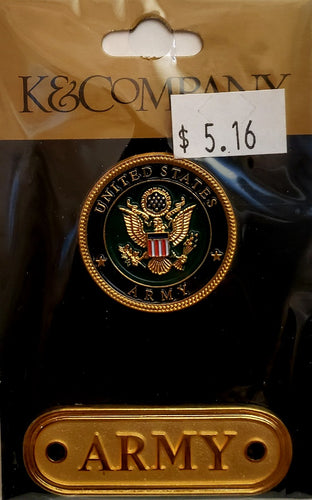 K&COMPANY
$ 5.16
UNITED STATES
ARMY
ARMY